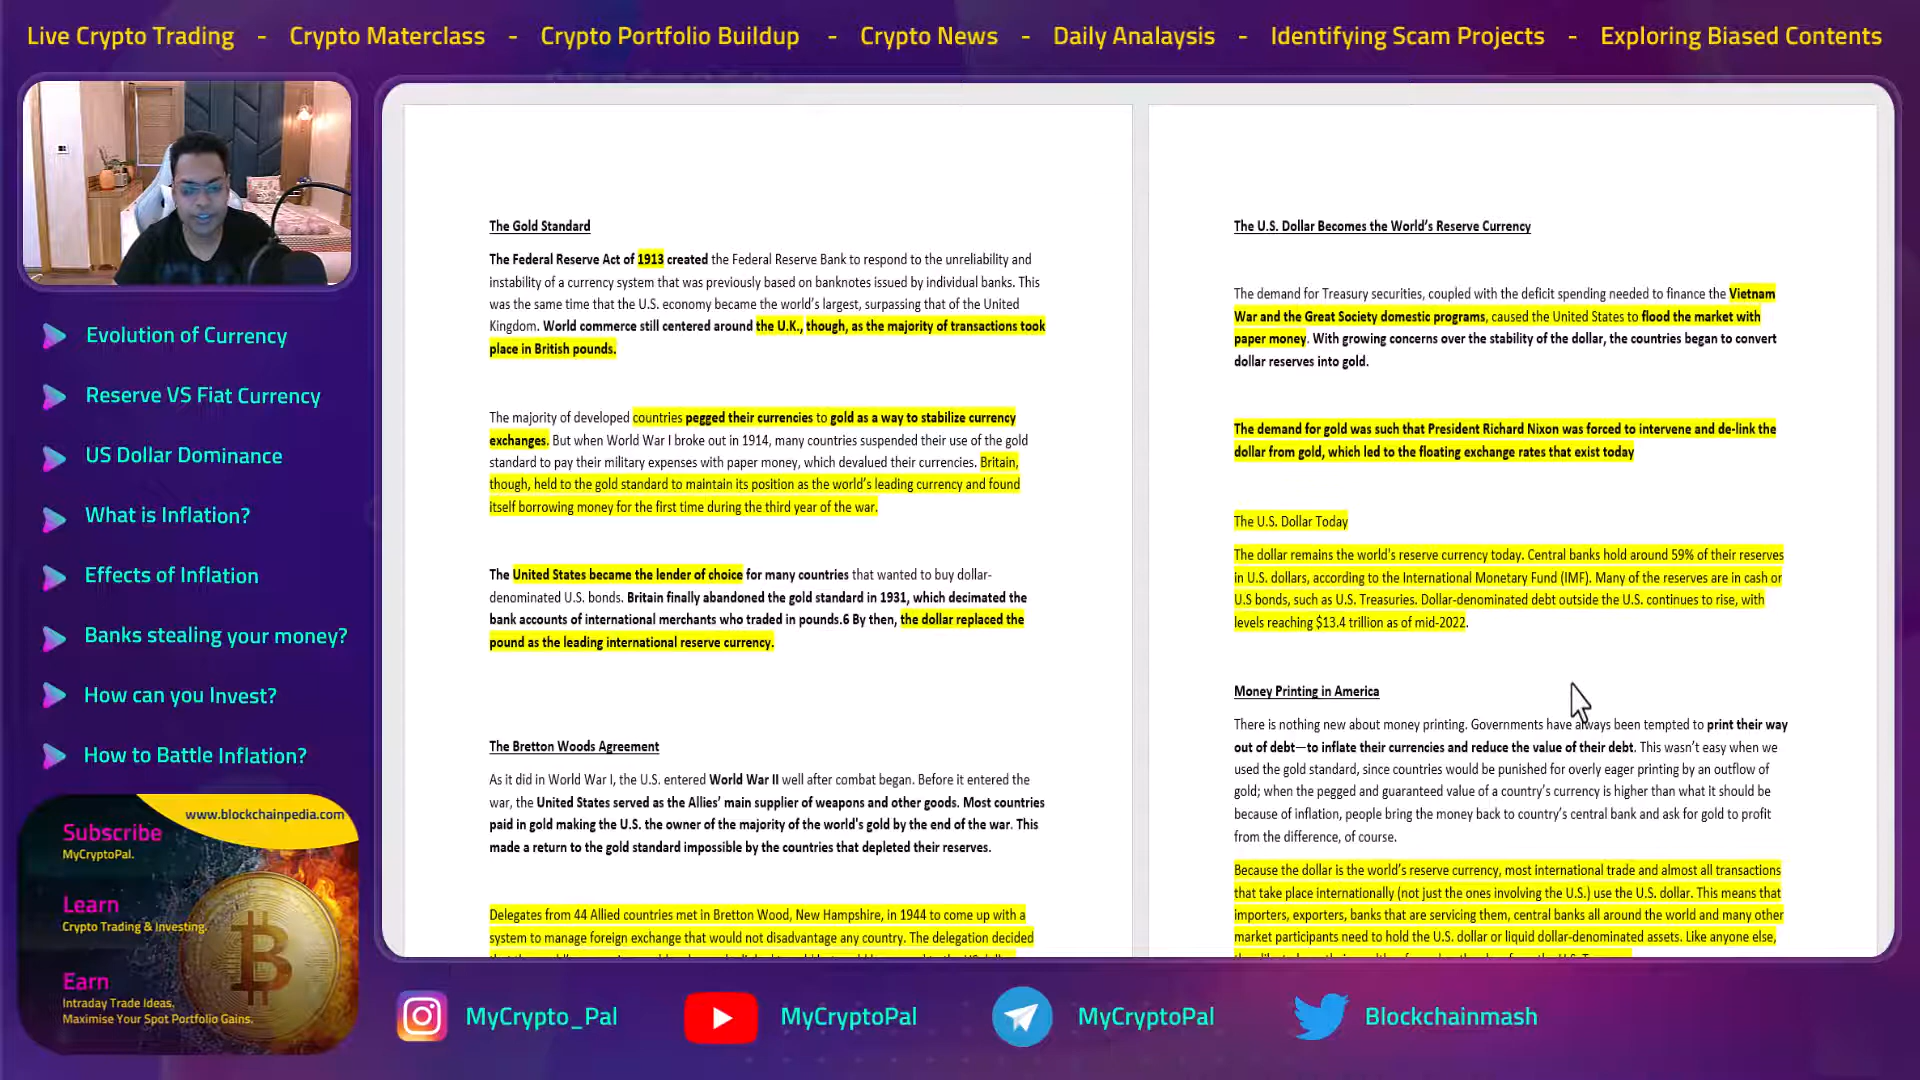 Live Crypto Trading - Crypto Materclass - Crypto Portfolio Buildup - Crypto News - Daily Analaysis - Identifying Scam Projects - Exploring Biased Contents
Evolution of Currency
Reserve VS Fiat Currency
US Dollar Dominance
What is Inflation?
Effects of Inflation
Banks stealing your money?
How can you Invest?
How to Battle Inflation?
www.blockchainpedia.com
Subscribe
MyCryptoPal.
Learn
Crypto Trading & Investing.
Earn
Intraday Trade Ideas.
Maximise Your Spot Portfolio Gains.
The Gold Standard
The Federal Reserve Act of 1913 created the Federal Reserve Bank to respond to the unreliability and
instability of a currency system that was previously based on banknotes issued by individual banks. This
was the same time that the U.S. economy became the world's largest, surpassing that of the United
Kingdom. World commerce still centered around the U.K., though, as the majority of transactions took
place in British pounds.
The majority of developed countries pegged their currencies to gold as a way to stabilize currency
exchanges. But when World War I broke out in 1914, many countries suspended their use of the gold
standard to pay their military expenses with paper money, which devalued their currencies. Britain,
though, held to the gold standard to maintain its position as the world's leading currency and found
itself borrowing money for the first time during the third year of the war.
The United States became the lender of choice for many countries that wanted to buy dollar-
denominated U.S. bonds. Britain finally abandoned the gold standard in 1931, which decimated the
bank accounts of international merchants who traded in pounds.6 By then, the dollar replaced the
pound as the leading international reserve currency.
The Bretton Woods Agreement
As it did in World War I, the U.S. entered World War II well after combat began. Before it entered the
war, the United States served as the Allies' main supplier of weapons and other goods. Most countries
paid in gold making the U.S. the owner of the majority of the world's gold by the end of the war. This
made a return to the gold standard impossible by the countries that depleted their reserves.
Delegates from 44 Allied countries met in Bretton Wood, New Hampshire, in 1944 to come up with a
system to manage foreign exchange that would not disadvantage any country. The delegation decided
The U.S. Dollar Becomes the World's Reserve Currency
The demand for Treasury securities, coupled with the deficit spending needed to finance the Vietnam
War and the Great Society domestic programs, caused the United States to flood the market with
paper money. With growing concerns over the stability of the dollar, the countries began to convert
dollar reserves into gold.
The demand for gold was such that President Richard Nixon was forced to intervene and de-link the
dollar from gold, which led to the floating exchange rates that exist today
The U.S. Dollar Today
The dollar remains the world's reserve currency today. Central banks hold around 59% of their reserves
in U.S. dollars, according to the International Monetary Fund (IMF). Many of the reserves are in cash or
U.S bonds, such as U.S. Treasuries. Dollar-denominated debt outside the U.S. continues to rise, with
levels reaching $13.4 trillion as of mid-2022.
Money Printing in America
There is nothing new about money printing. Governments have always been tempted to print their way
out of debt—to inflate their currencies and reduce the value of their debt. This wasn't easy when we
used the gold standard, since countries would be punished for overly eager printing by an outflow of
gold; when the pegged and guaranteed value of a country's currency is higher than what it should be
because of inflation, people bring the money back to country's central bank and ask for gold to profit
from the difference, of course.
Because the dollar is the world's reserve currency, most international trade and almost all transactions
that take place internationally (not just the ones involving the U.S.) use the U.S. dollar. This means that
importers, exporters, banks that are servicing them, central banks all around the world and many other
market participants need to hold the U.S. dollar or liquid dollar-denominated assets. Like anyone else,
MyCrypto_Pal
MyCryptoPal
MyCryptoPal
Blockchainmash